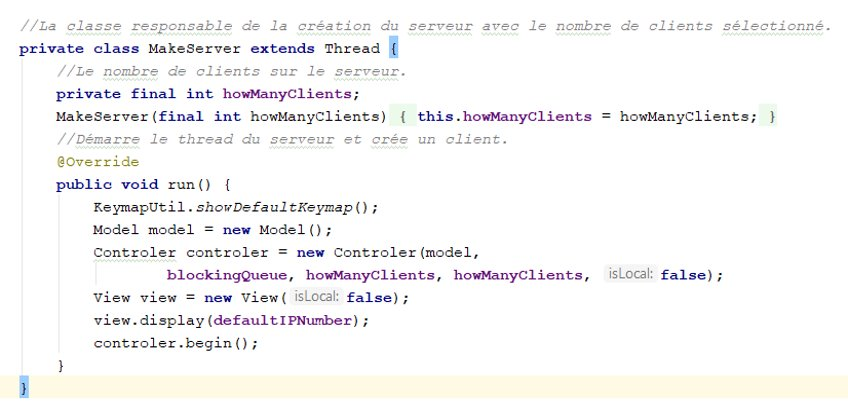 //La classe responsable de la création du serveur avec le nombre de clients sélectionné.
private class MakeServer extends Thread {
//Le nombre de clients sur le serveur.
private final int howManyClients;
MakeServer(final int howManyClients) { this.howManyClients = howManyClients; }
//Démarre le thread du serveur et crée un client.
@Override
public void run() {
KeymapUtil.showDefaultKeymap();
Model model = new Model();
Controler controler = new Controler(model,
blockingQueue, howManyClients, howManyClients, isLocal: false);
View view = new View( isLocal: false);
view.display(defaultIPNumber);
controler.begin();
}
}